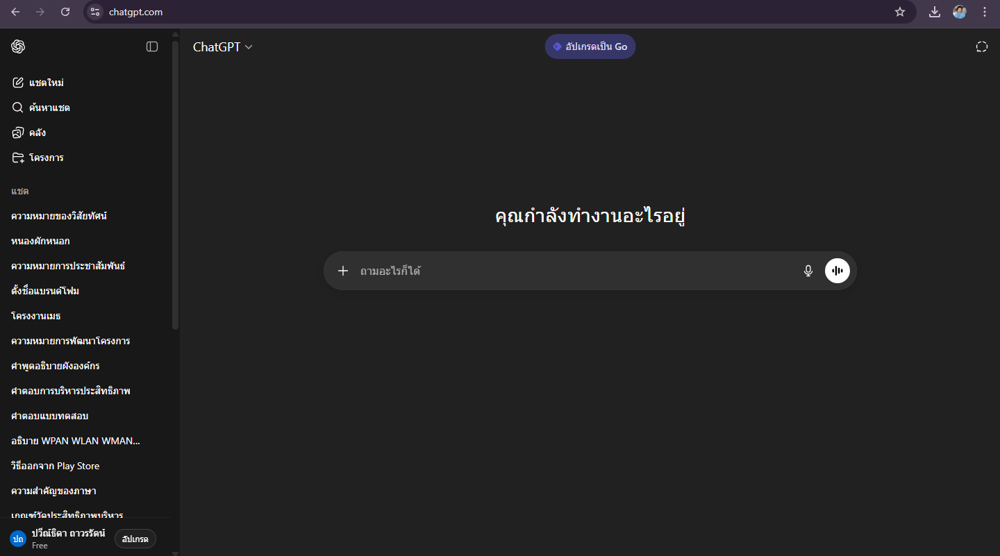 chatgpt.com
ChatGPT
อัปเกรดเป็น Go
แชตใหม่
ค้นหาแชต
คลัง
โครงการ
แชต
ความหมายของวิสัยทัศน์
หนองผักหนอก
ความหมายการประชาสัมพันธ์
ตั้งชื่อแบรนด์โฟม
โครงงานเมธ
ความหมายการพัฒนาโครงการ
คำพูดอธิบายผังองค์กร
คำตอบการบริหารประสิทธิภาพ
คำตอบแบบทดสอบ
อธิบาย WPAN WLAN WMAN...
วิธีออกจาก Play Store
ความสำคัญของภาษา
เกณฑ์วัดประสิทธิภาพบริหาร
ปถ
ปวีณ์ธิดา ถาวรรัตน์
Free
อัปเกรด
คุณกำลังทำงานอะไรอยู่
ถามอะไรก็ได้